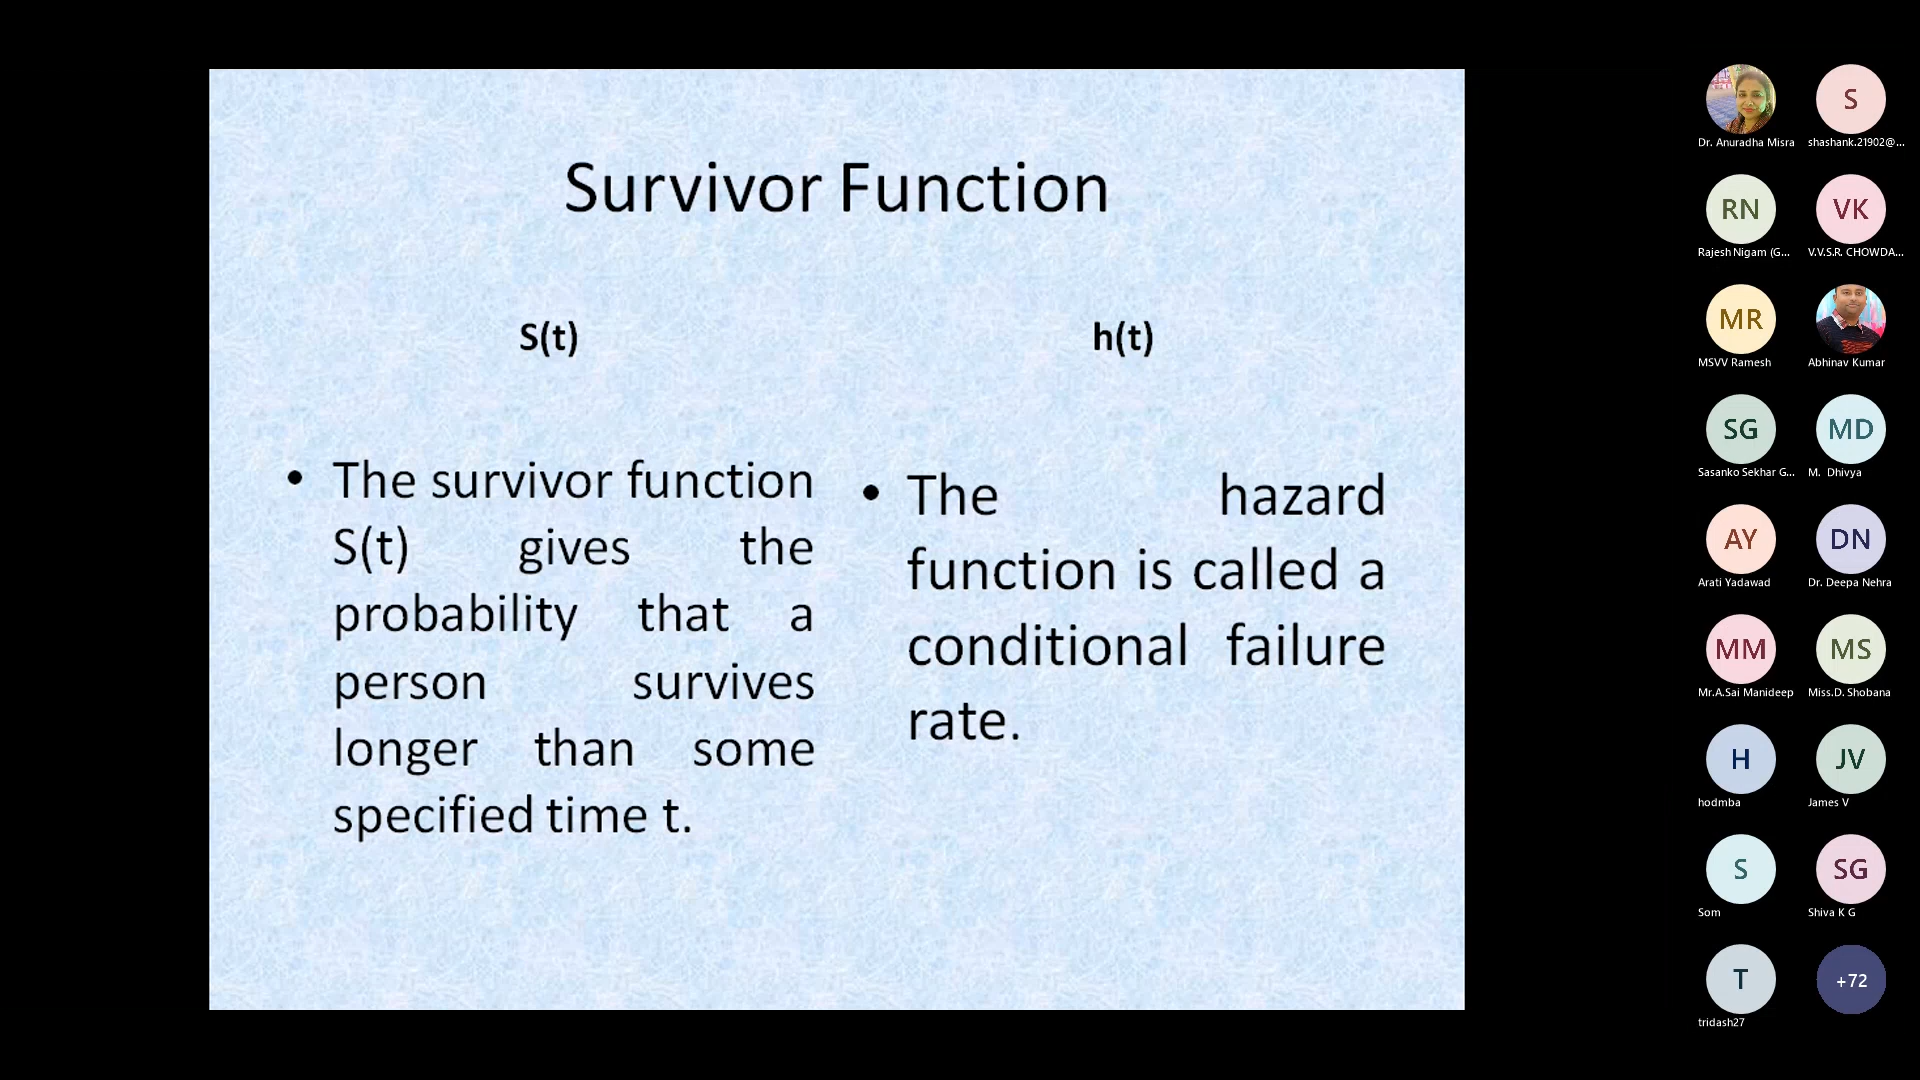 Survivor Function
S(t)
• The survivor function
S(t) gives the
probability that a
person survives
longer than some
specified time t.
h(t)
• The hazard
function is called a
conditional failure
rate.
Dr. Anuradha Misra
S
shashank.21902@...
RN
Rajesh Nigam (G...
VK
V.V.S.R. CHOWDA...
MR
MSVV Ramesh
Abhinav Kumar
SG
Sasanko Sekhar G...
MD
M. Dhivya
AY
Arati Yadawad
DN
Dr. Deepa Nehra
MM
Mr.A.Sai Manideep
MS
Miss.D. Shobana
H
hodmba
JV
James V
S
Som
SG
Shiva K G
T
tridash27
+72